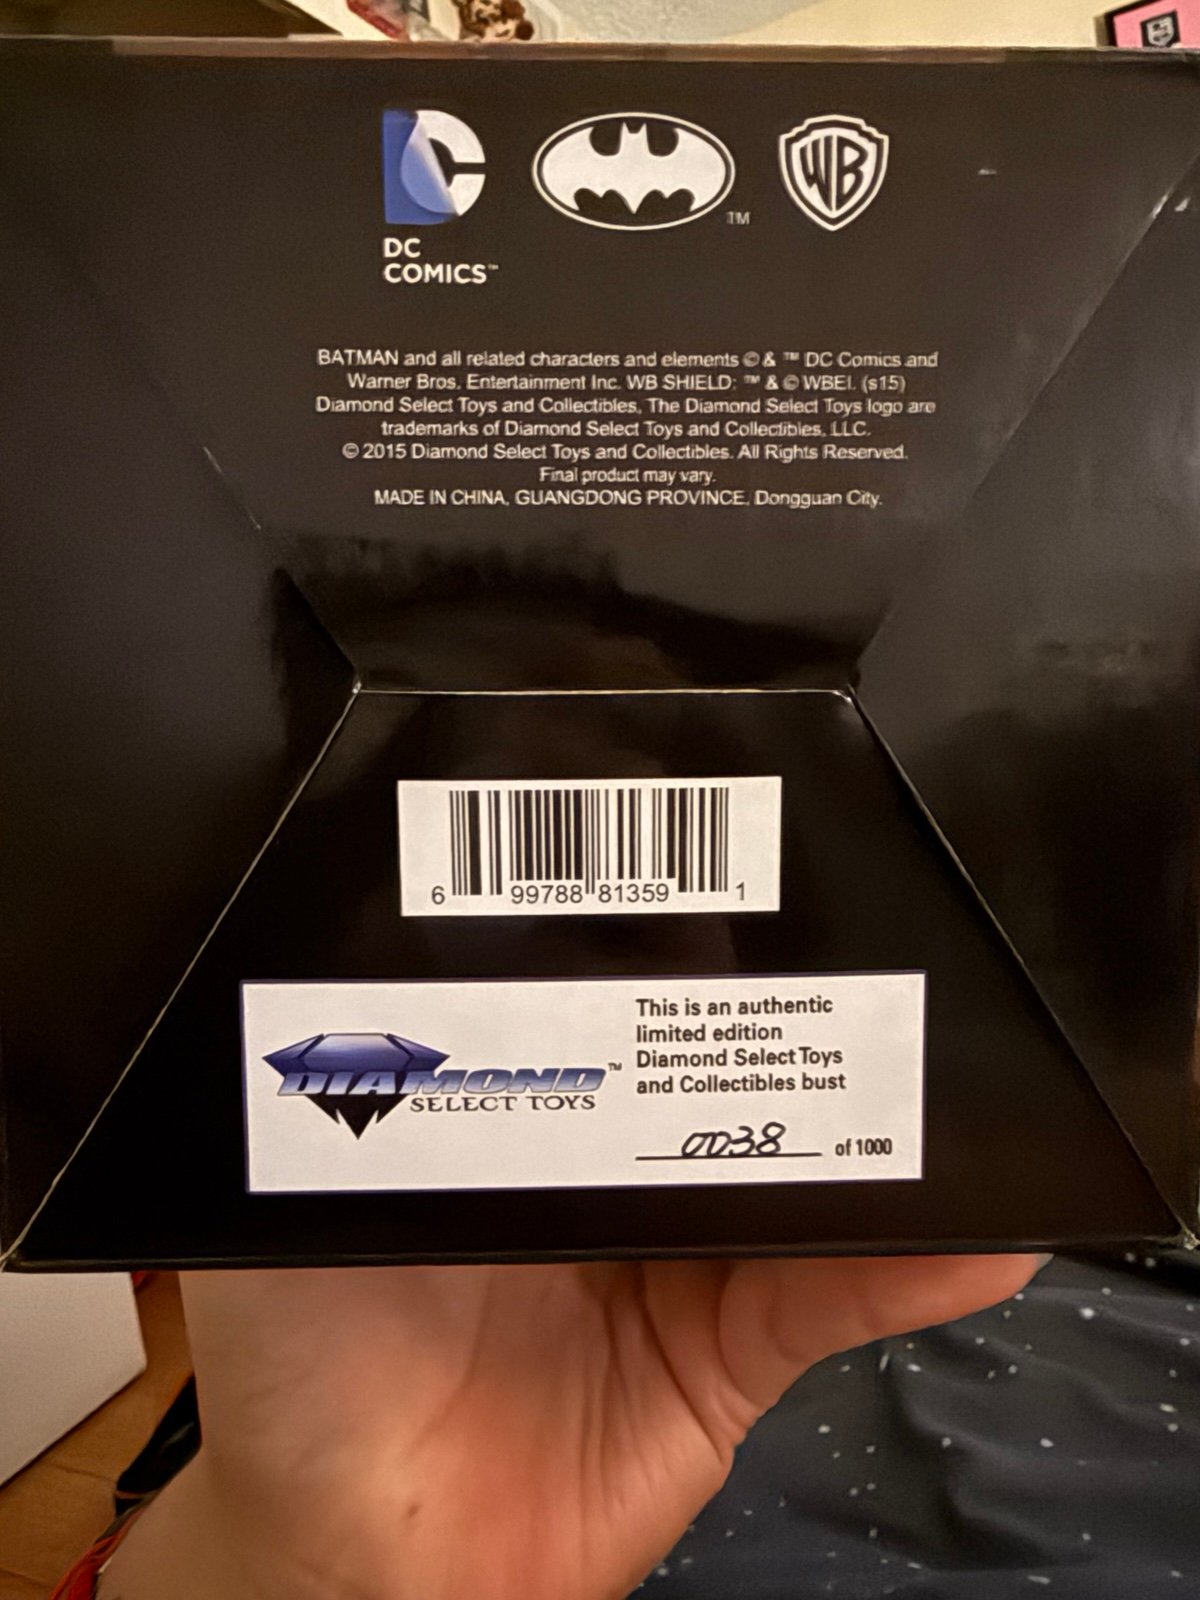 DC
COMICS™
TM
WB
BATMAN and all related characters and elements © & ™ DC Comics and
Warner Bros. Entertainment Inc. WB SHIELD: ™ & © WBEI. (s15)
Diamond Select Toys and Collectibles, The Diamond Select Toys logo are
trademarks of Diamond Select Toys and Collectibles, LLC.
© 2015 Diamond Select Toys and Collectibles. All Rights Reserved.
Final product may vary.
MADE IN CHINA, GUANGDONG PROVINCE, Dongguan City.
6 99788 81359 1
DIAMOND™
SELECT TOYS
This is an authentic
limited edition
Diamond Select Toys
and Collectibles bust
0038 of 1000